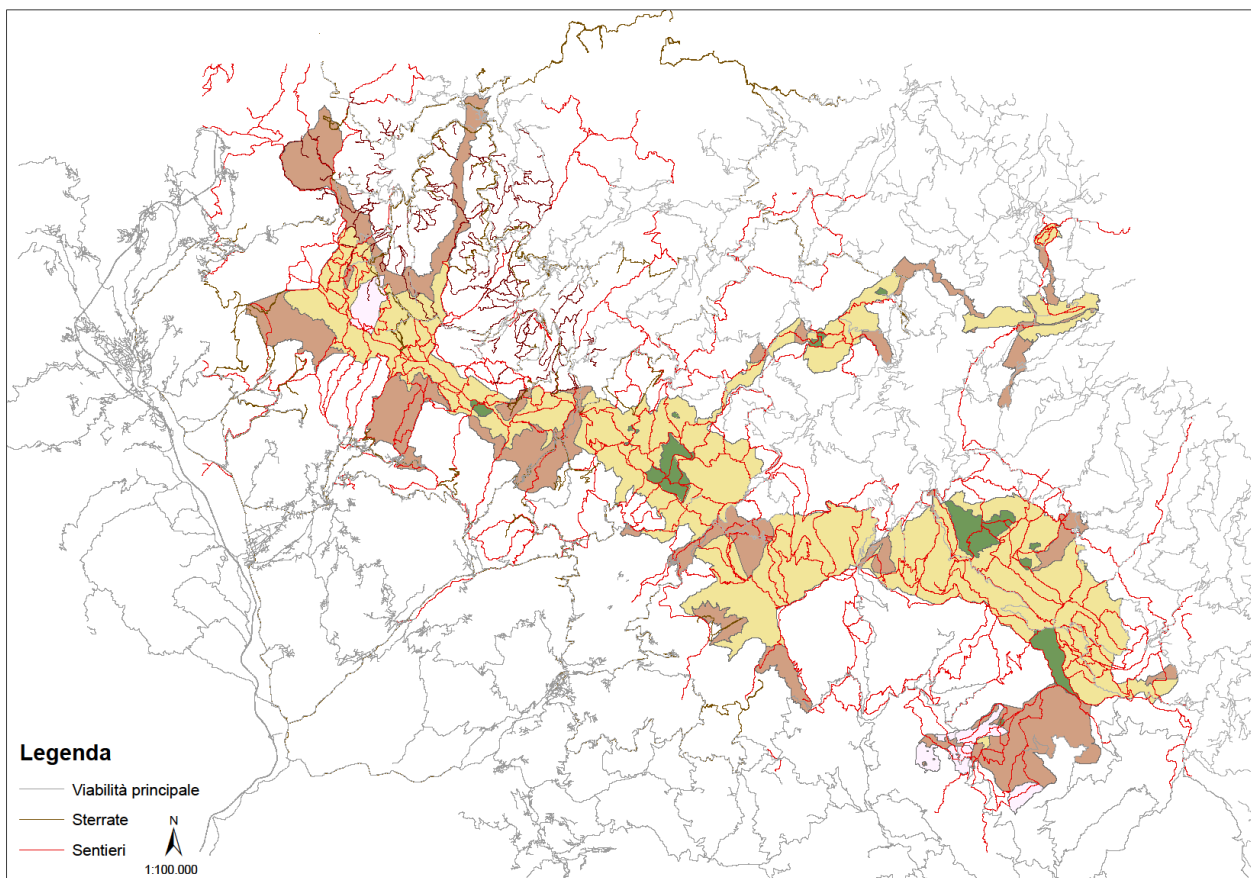 Legenda
Viabilità principale
Sterrate
Sentieri
N
1:100.000